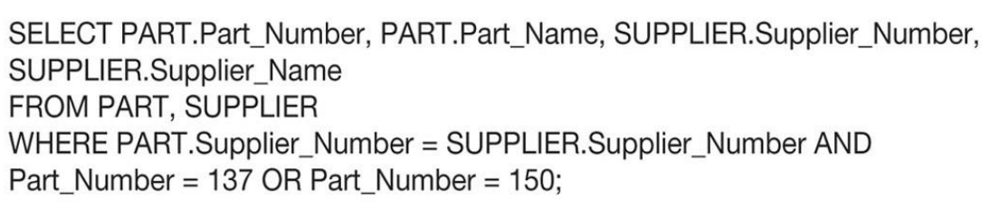 SELECT PART.Part_Number, PART.Part_Name, SUPPLIER.Supplier_Number,
SUPPLIER.Supplier_Name
FROM PART, SUPPLIER
WHERE PART.Supplier_Number = SUPPLIER.Supplier_Number AND
Part_Number = 137 OR Part_Number = 150;